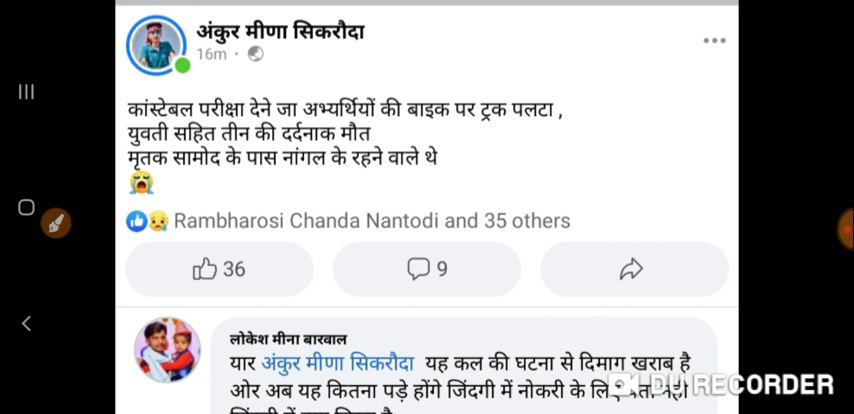 अंकुर मीणा सिकरौदा
16m ·
कांस्टेबल परीक्षा देने जा अभ्यर्थियों की बाइक पर ट्रक पलटा ,
युवती सहित तीन की दर्दनाक मौत
मृतक सामोद के पास नांगल के रहने वाले थे
Rambharosi Chanda Nantodi and 35 others
36
9
लोकेश मीना बारवाल
यार अंकुर मीणा सिकरौदा यह कल की घटना से दिमाग खराब है
ओर अब यह कितना पड़े होंगे जिंदगी में नोकरी के
DU RECORDER